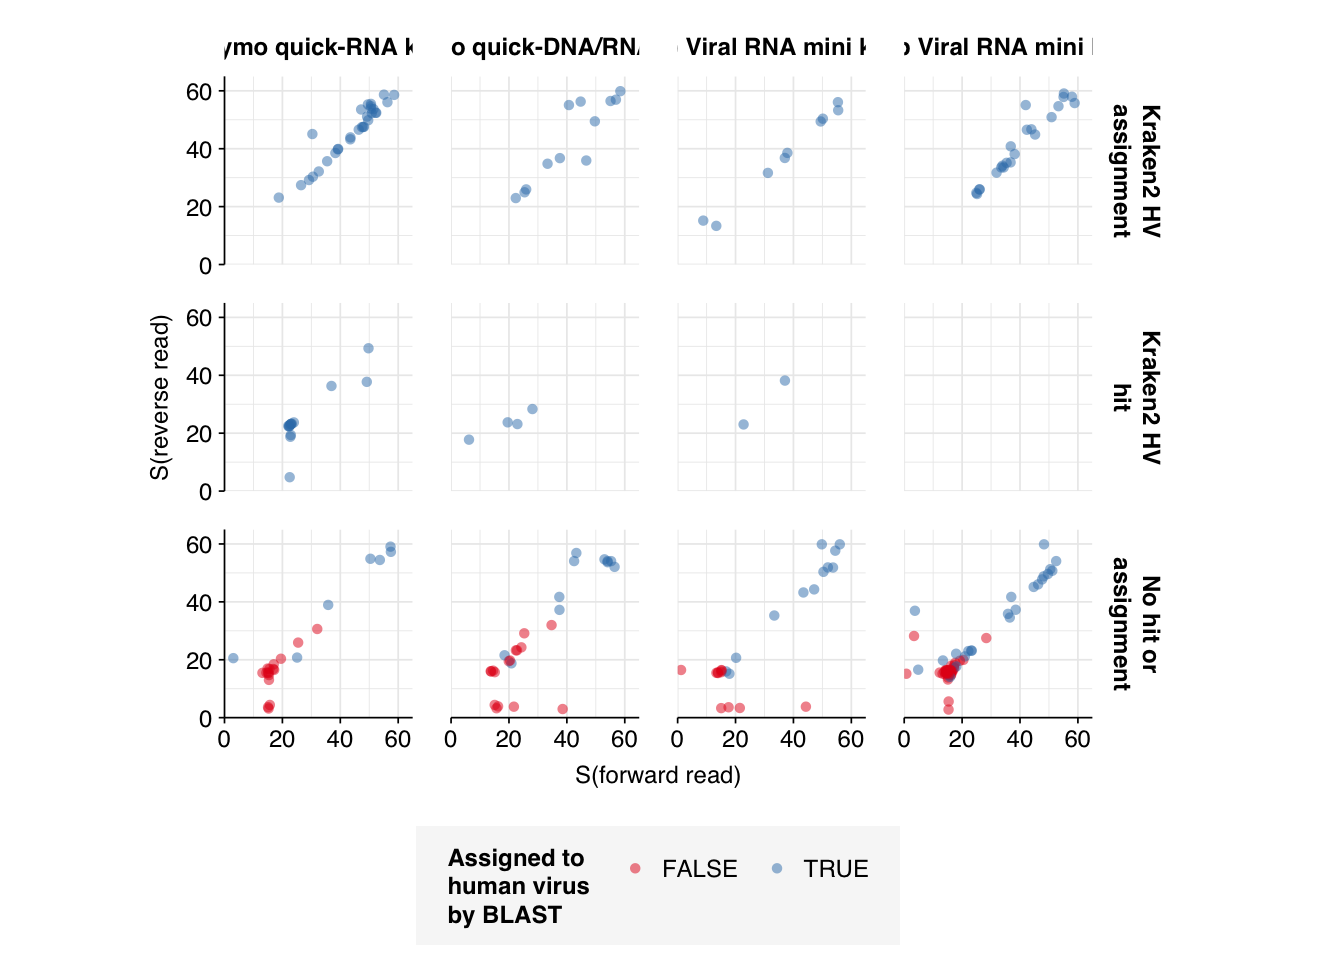 ymo quick-RNA k
o quick-DNA/RNA
Viral RNA mini k
o Viral RNA mini
Kraken2 HV
assignment
Kraken2 HV
hit
No hit or
assignment
60
40
20
0
60
40
20
0
60
40
20
0
S(reverse read)
0 20 40 60 0 20 40 60 0 20 40 60 0 20 40 60
S(forward read)
Assigned to
human virus
by BLAST
FALSE TRUE